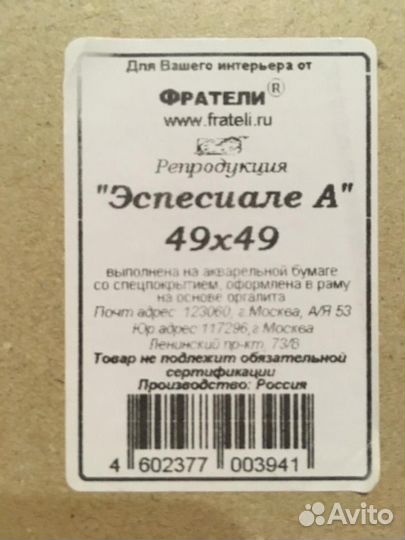 Для Вашего интерьера от
ФРАТЕЛИ®
www.frateli.ru
Репродукция
"Эспесиале А"
49х49
выполнена на акварельной бумаге
со спецпокрытием, оформлена в раму
на основе оргалита
Почт адрес 123060, г Москва, А/Я 53
Юр адрес 117296, г Москва
Ленинский пр-кт 73/8
Товар не подлежит обязательной
сертификации
Производство: Россия
4 602377 003941
Avito